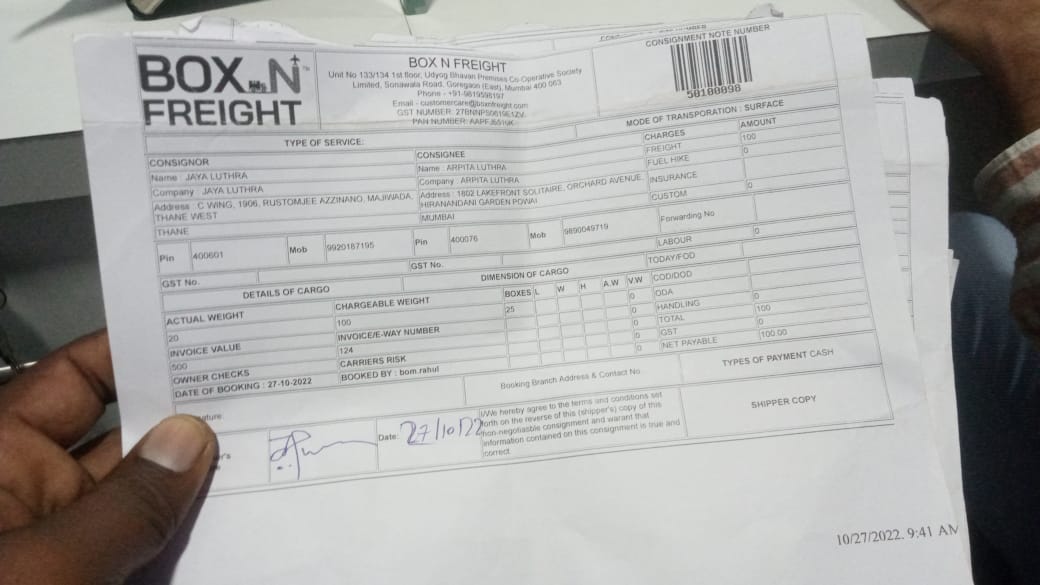 BOX N
FREIGHT
BOX N FREIGHT
Unit No 133/134 1st floor, Udyog Bhavan Premises Co-Operative Society
Limited, Sonawala Road, Goregaon (East), Mumbai 400 063
Phone - +91-9819598197
Email - customercare@boxnfreight.com
GST NUMBER:
PAN NUMBER:
CONSIGNMENT NOTE NUMBER
50100098
TYPE OF SERVICE:
MODE OF TRANSPORATION : SURFACE
CONSIGNOR
CONSIGNEE
CHARGES
AMOUNT
Name : JAYA LUTHRA
Name : ARPITA LUTHRA
FREIGHT
100
Company : JAYA LUTHRA
Company : ARPITA LUTHRA
FUEL HIKE
0
Address : C WING, 1906, RUSTOMJEE AZZINANO, MAJIWADA,
THANE WEST
Address : 1802 LAKEFRONT SOLITAIRE, ORCHARD AVENUE,
HIRANANDANI GARDEN POWAI
INSURANCE
THANE
MUMBAI
CUSTOM
0
Pin 400601 Mob 9920187195 Pin 400076 Mob 9890049719
Forwarding No
GST No.
GST No.
LABOUR
0
DETAILS OF CARGO
DIMENSION OF CARGO
TODAY/FOD
ACTUAL WEIGHT
CHARGEABLE WEIGHT
BOXES L W H A.W V.W
COD/DOD
20
100
25
0
ODA
0
INVOICE VALUE
INVOICE/E-WAY NUMBER
0
HANDLING
100
500
124
0
TOTAL
0
OWNER CHECKS
CARRIERS RISK
0
GST
100.00
DATE OF BOOKING : 27-10-2022
BOOKED BY : bom.rahul
0
NET PAYABLE
Booking Branch Address & Contact No
TYPES OF PAYMENT CASH
Date: 27/10/22
I/We hereby agree to the terms and conditions set
forth on the reverse of this (shipper's) copy of this
non-negotiable consignment and warant that
information contained on this consignment is true and
correct
SHIPPER COPY
10/27/2022, 9:41 AM